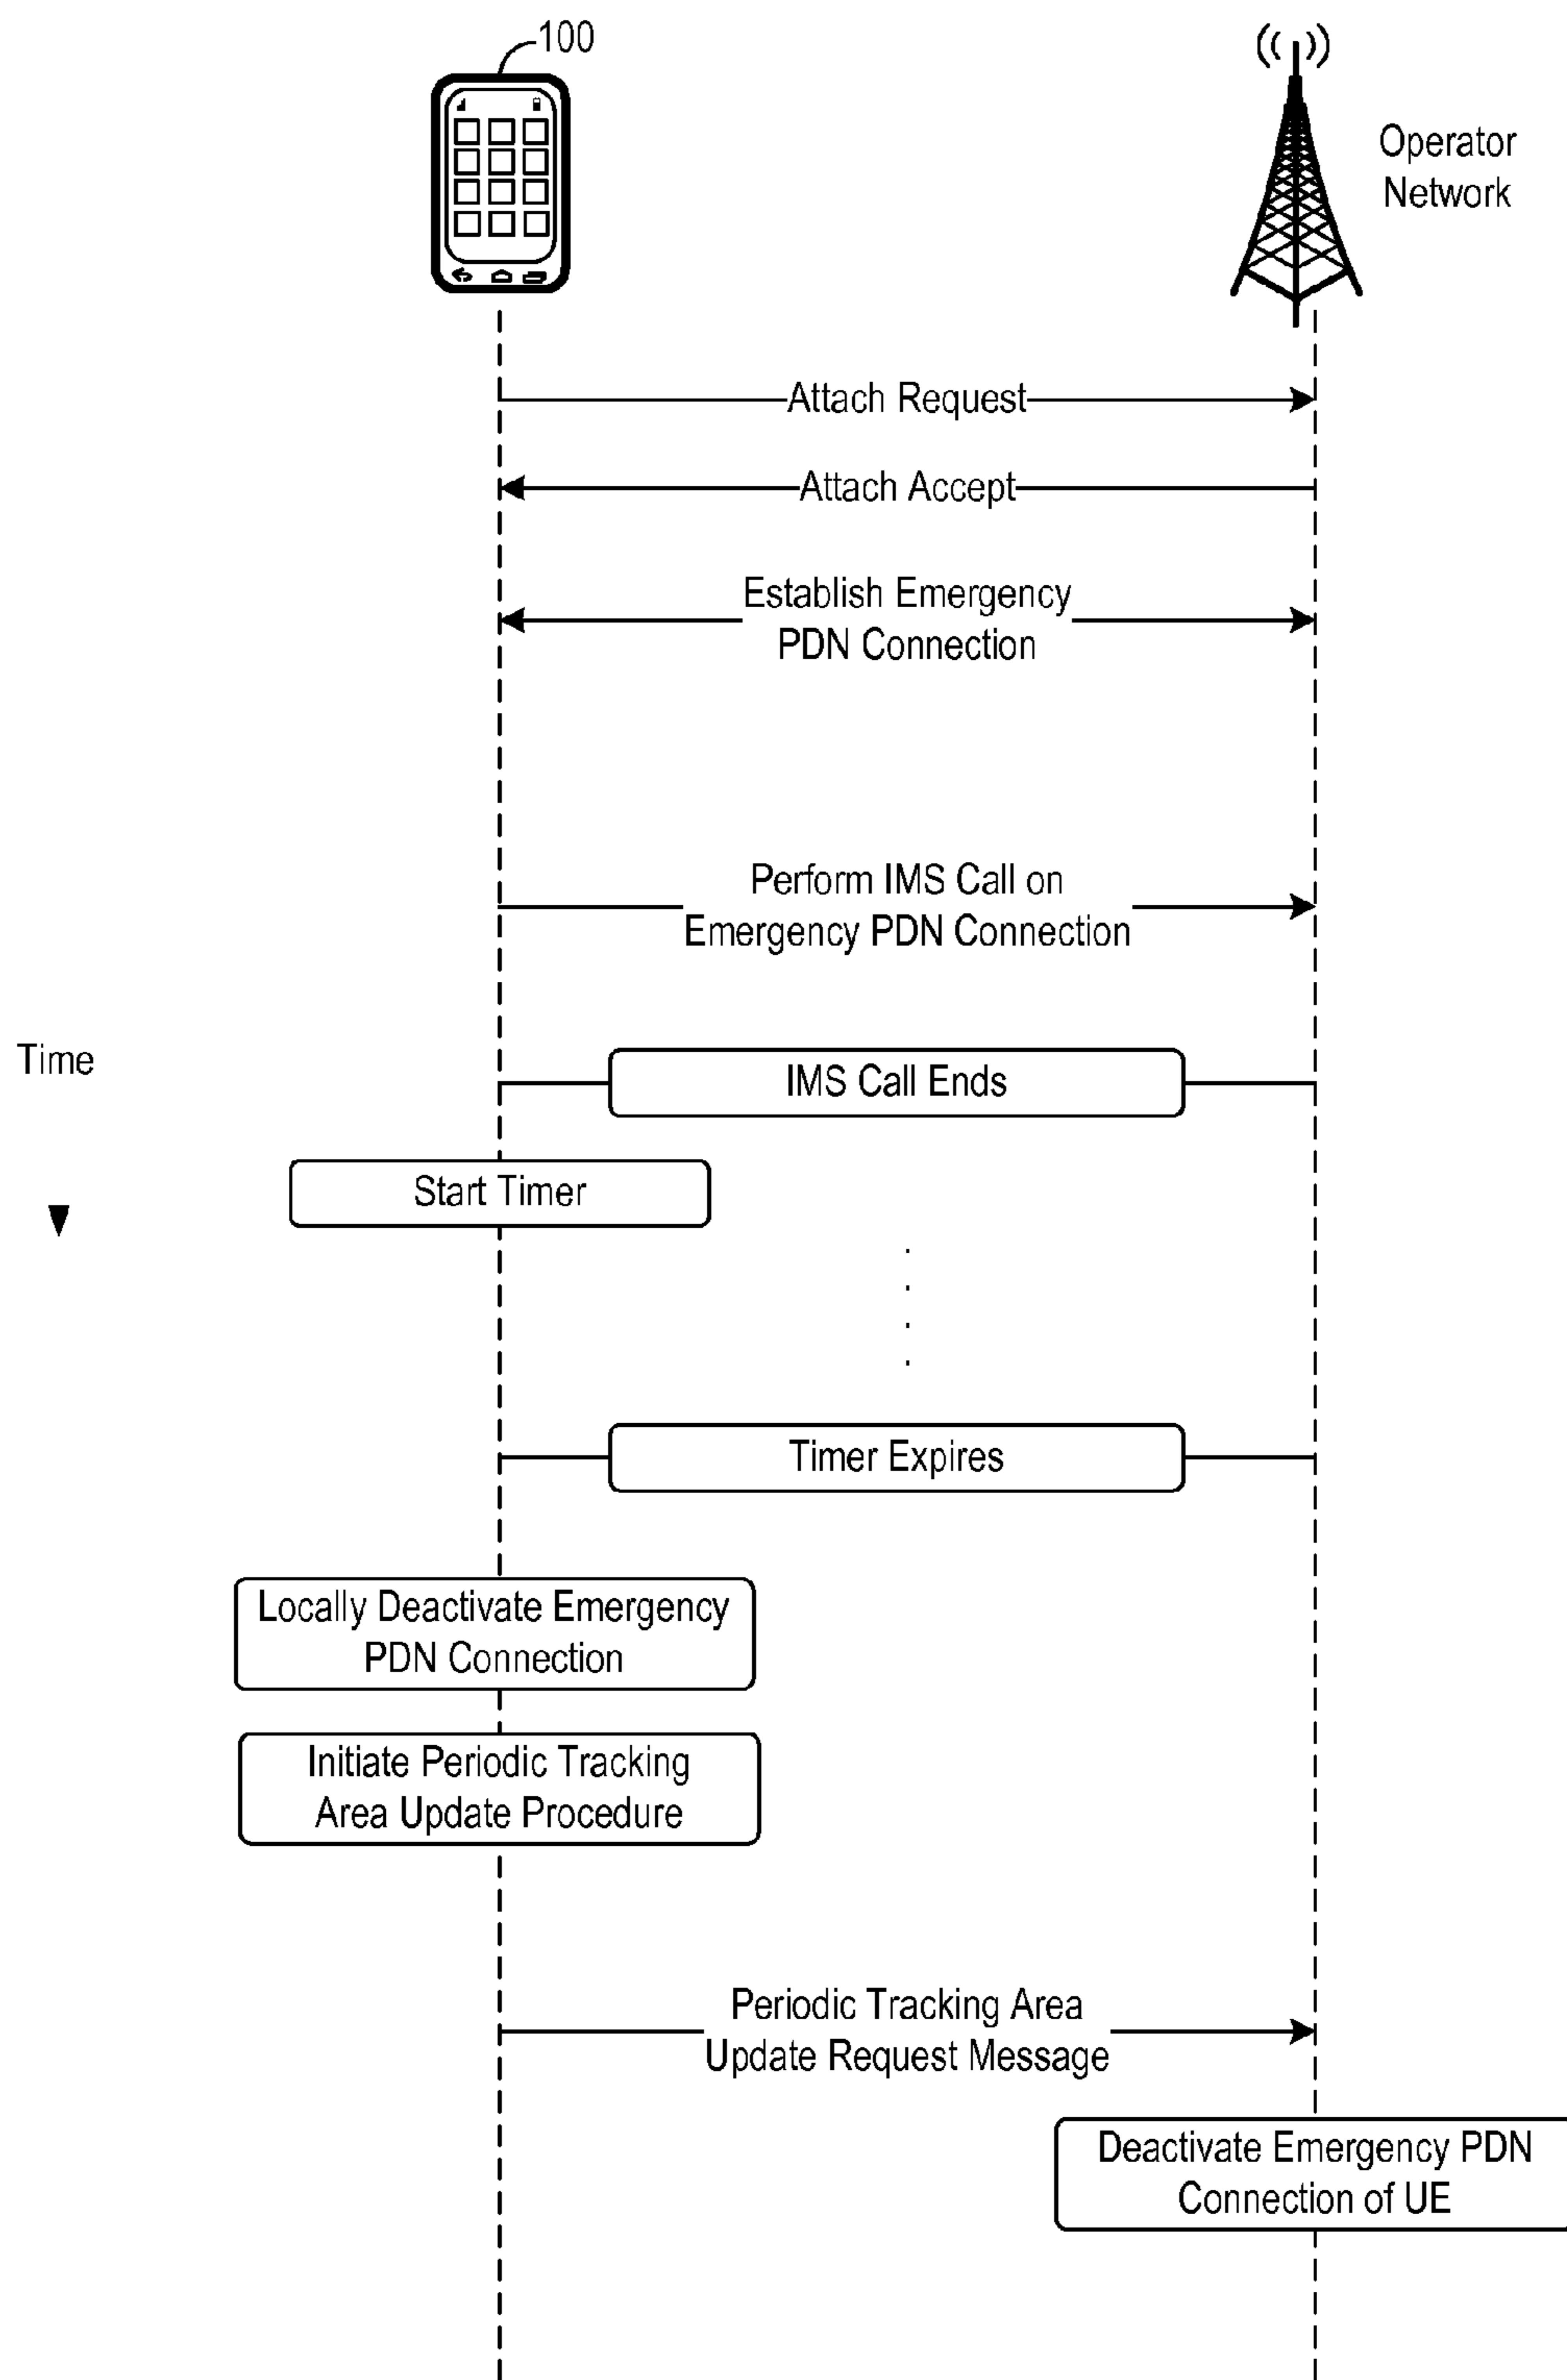 100
Operator
Network
Attach Request
Attach Accept
Establish Emergency
PDN Connection
Perform IMS Call on
Emergency PDN Connection
Time
IMS Call Ends
Start Timer
Timer Expires
Locally Deactivate Emergency
PDN Connection
Initiate Periodic Tracking
Area Update Procedure
Periodic Tracking Area
Update Request Message
Deactivate Emergency PDN
Connection of UE